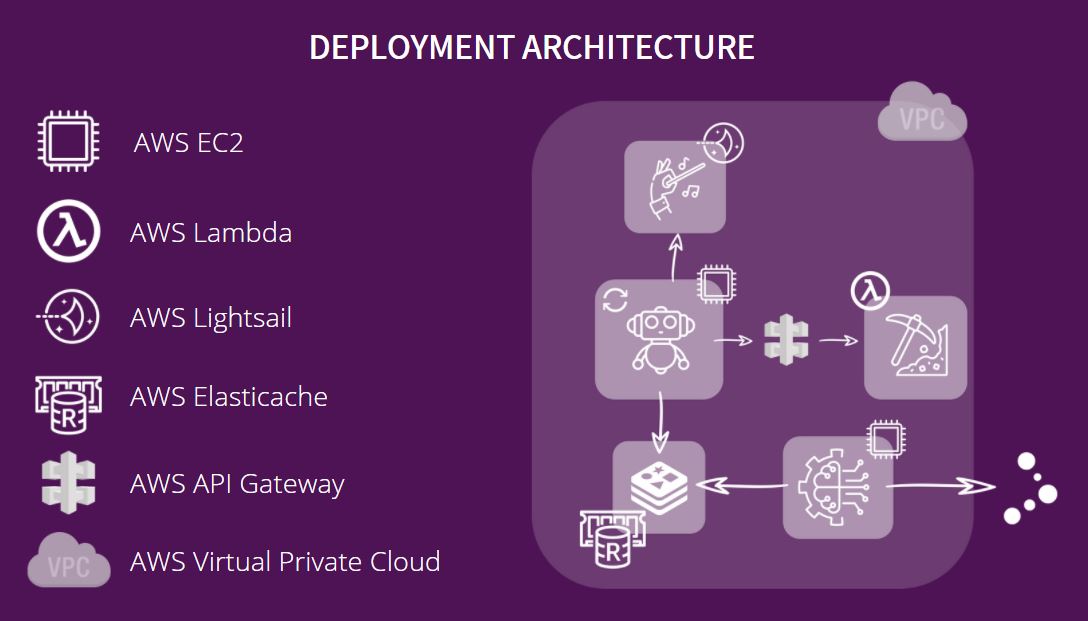 DEPLOYMENT ARCHITECTURE
AWS EC2
AWS Lambda
AWS Lightsail
R
AWS Elasticache
AWS API Gateway
VPC
AWS Virtual Private Cloud
VPC
λ
R